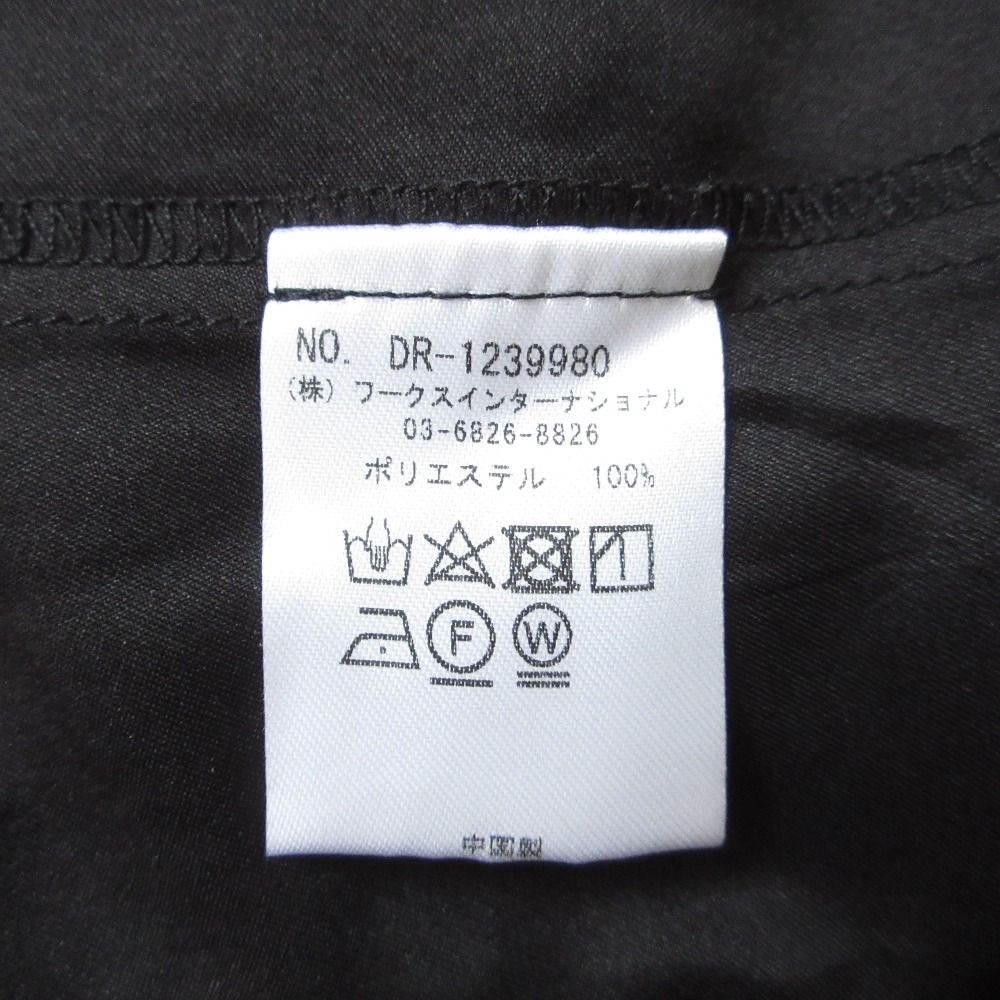 NO. DR-1239980
(株) フークスインターナショナル
03-6826-8826
ポリエステル 100%
F W
中国製